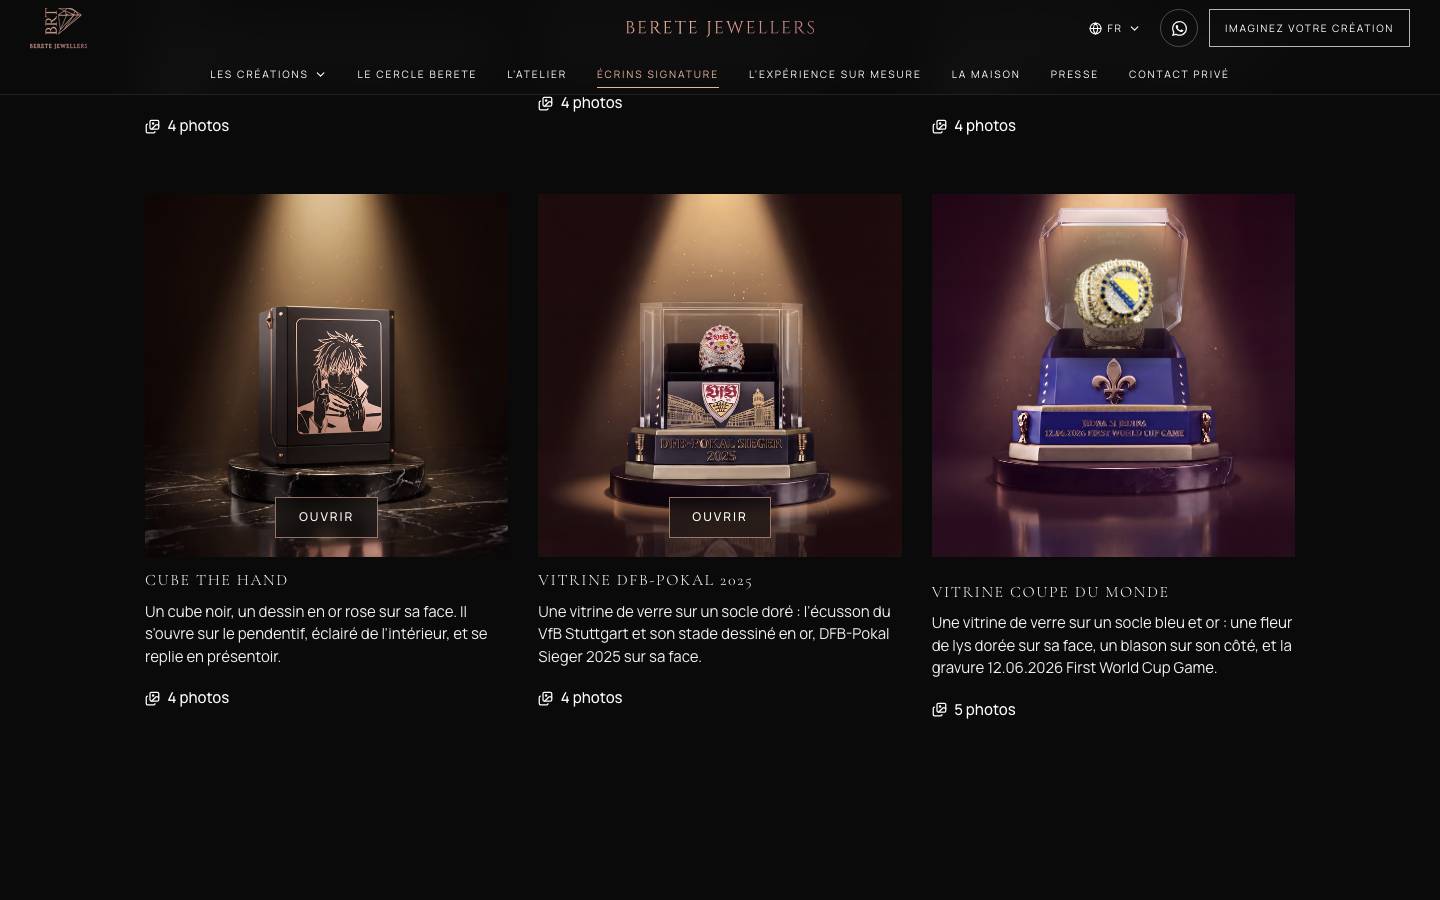 BRT
BERETE JEWELLERS
BERETE JEWELLERS
FR
IMAGINEZ VOTRE CRÉATION
LES CRÉATIONS
LE CERCLE BERETE
L'ATELIER
ÉCRINS SIGNATURE
L'EXPÉRIENCE SUR MESURE
LA MAISON
PRESSE
CONTACT PRIVÉ
4 photos
4 photos
4 photos
VfB
DFB-POKAL SIEGER
2025
12.06.2026 FIRST WORLD CUP GAME
OUVRIR
OUVRIR
CUBE THE HAND
Un cube noir, un dessin en or rose sur sa face. Il
s'ouvre sur le pendentif, éclairé de l'intérieur, et se
replie en présentoir.
4 photos
VITRINE DFB-POKAL 2025
Une vitrine de verre sur un socle doré : l'écusson du
VfB Stuttgart et son stade dessiné en or, DFB-Pokal
Sieger 2025 sur sa face.
4 photos
VITRINE COUPE DU MONDE
Une vitrine de verre sur un socle bleu et or : une fleur
de lys dorée sur sa face, un blason sur son côté, et la
gravure 12.06.2026 First World Cup Game.
5 photos